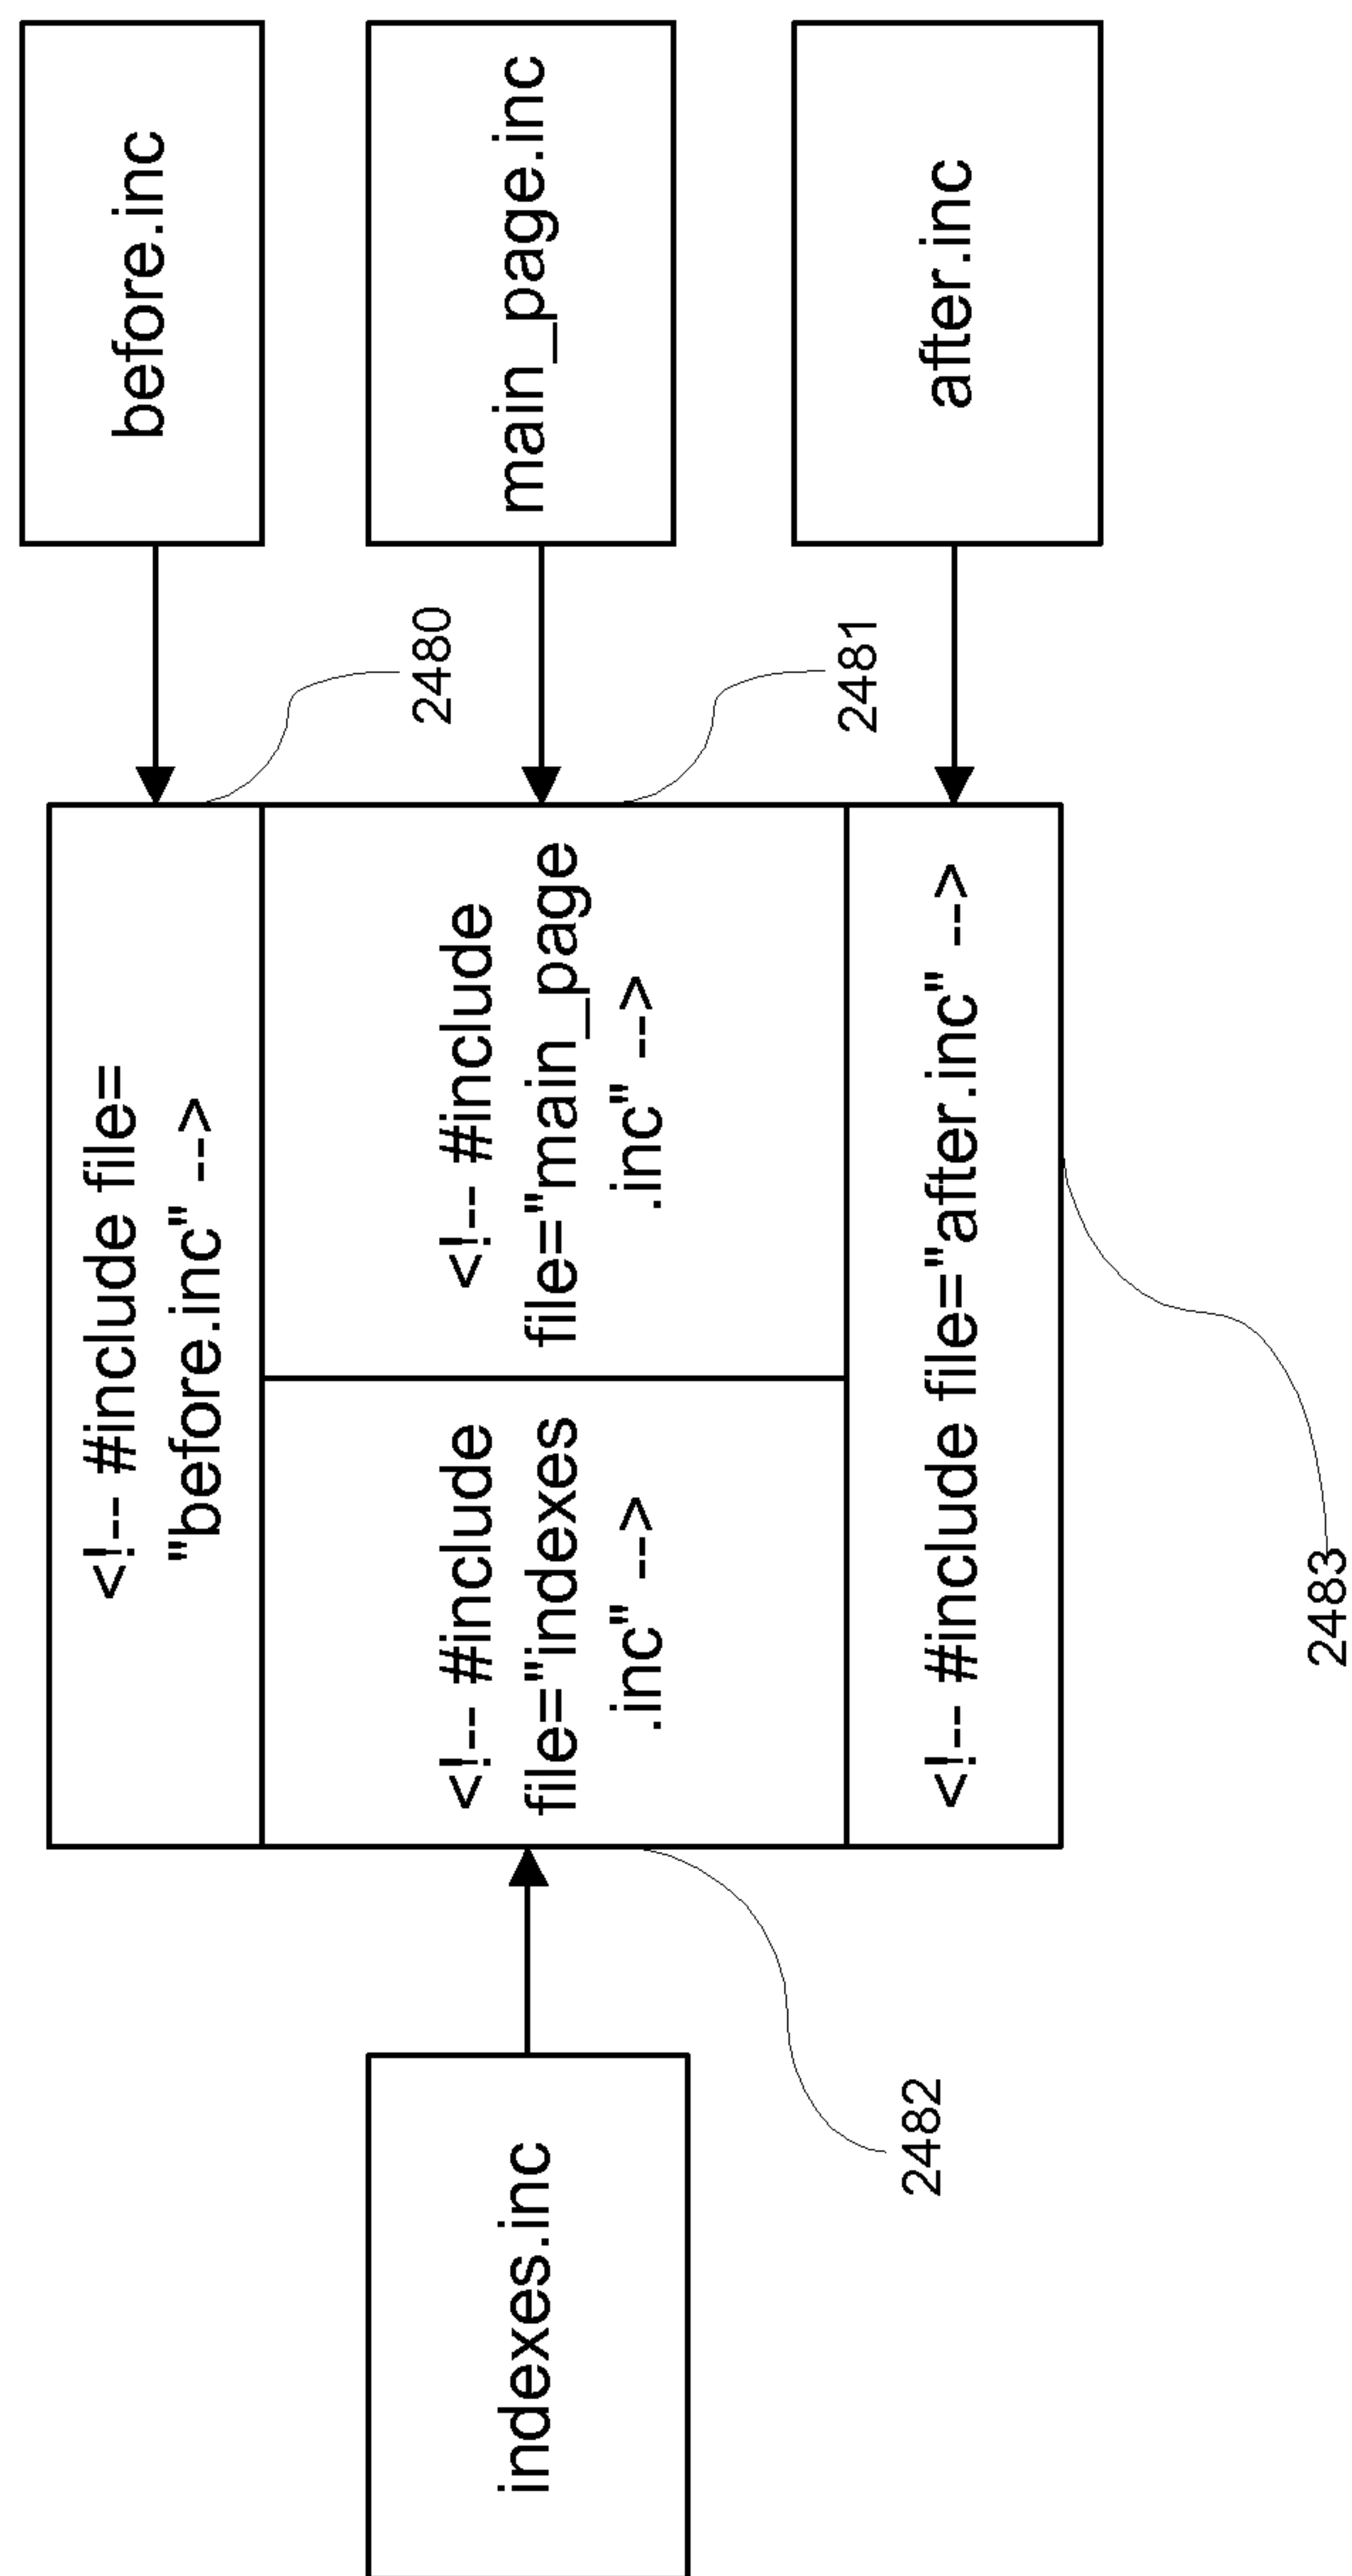 before.inc
<!-- #include file=
"before.inc" -->
2480
indexes.inc
<!-- #include
file="indexes
.inc" -->
<!-- #include
file="main_page
.inc" -->
main_page.inc
2481
2482
<!-- #include file="after.inc" -->
after.inc
2483